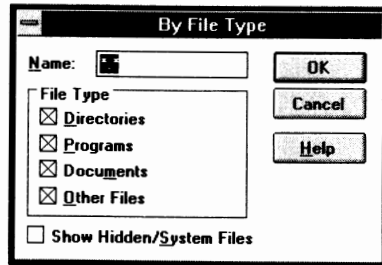 By File Type
Name: *.*
OK
File Type
Cancel
Directories
Programs
Help
Documents
Other Files
Show Hidden/System Files